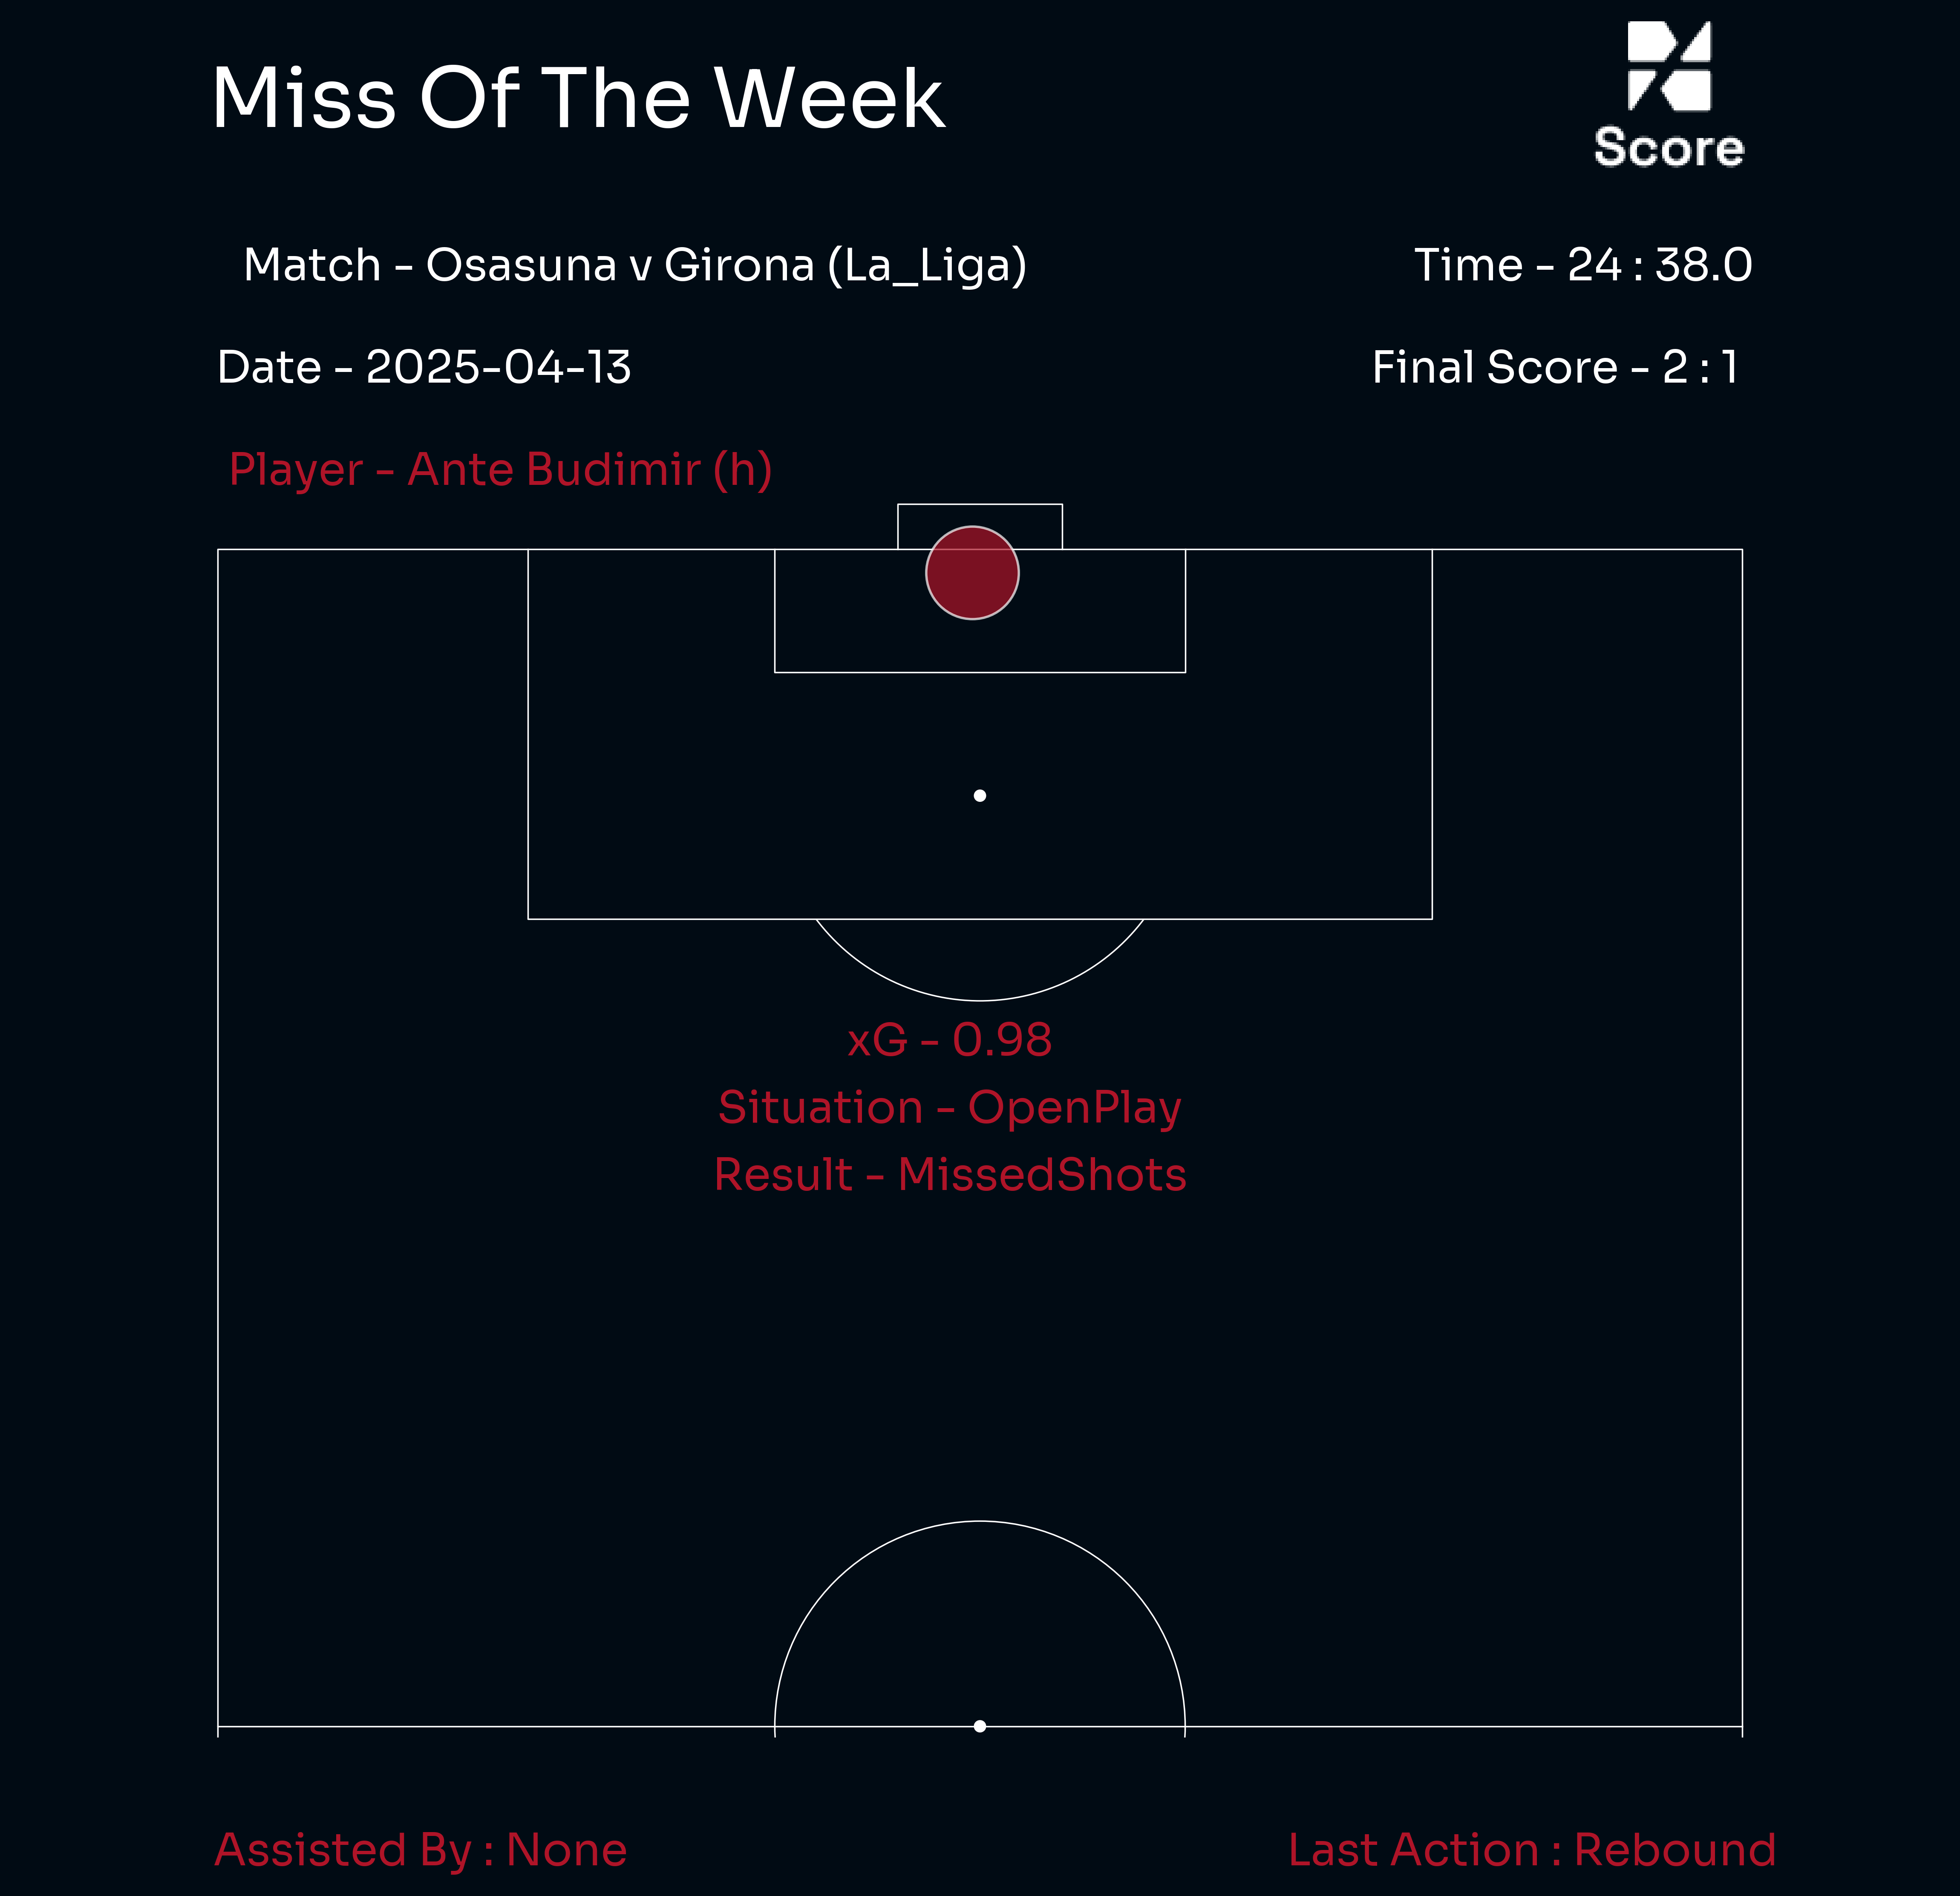 Miss Of The Week
Score
Match - Osasuna v Girona (La_Liga)
Time - 24 : 38.0
Date - 2025-04-13
Final Score - 2 : 1
Player - Ante Budimir (h)
xG - 0.98
Situation - OpenPlay
Result - MissedShots
Assisted By : None
Last Action : Rebound